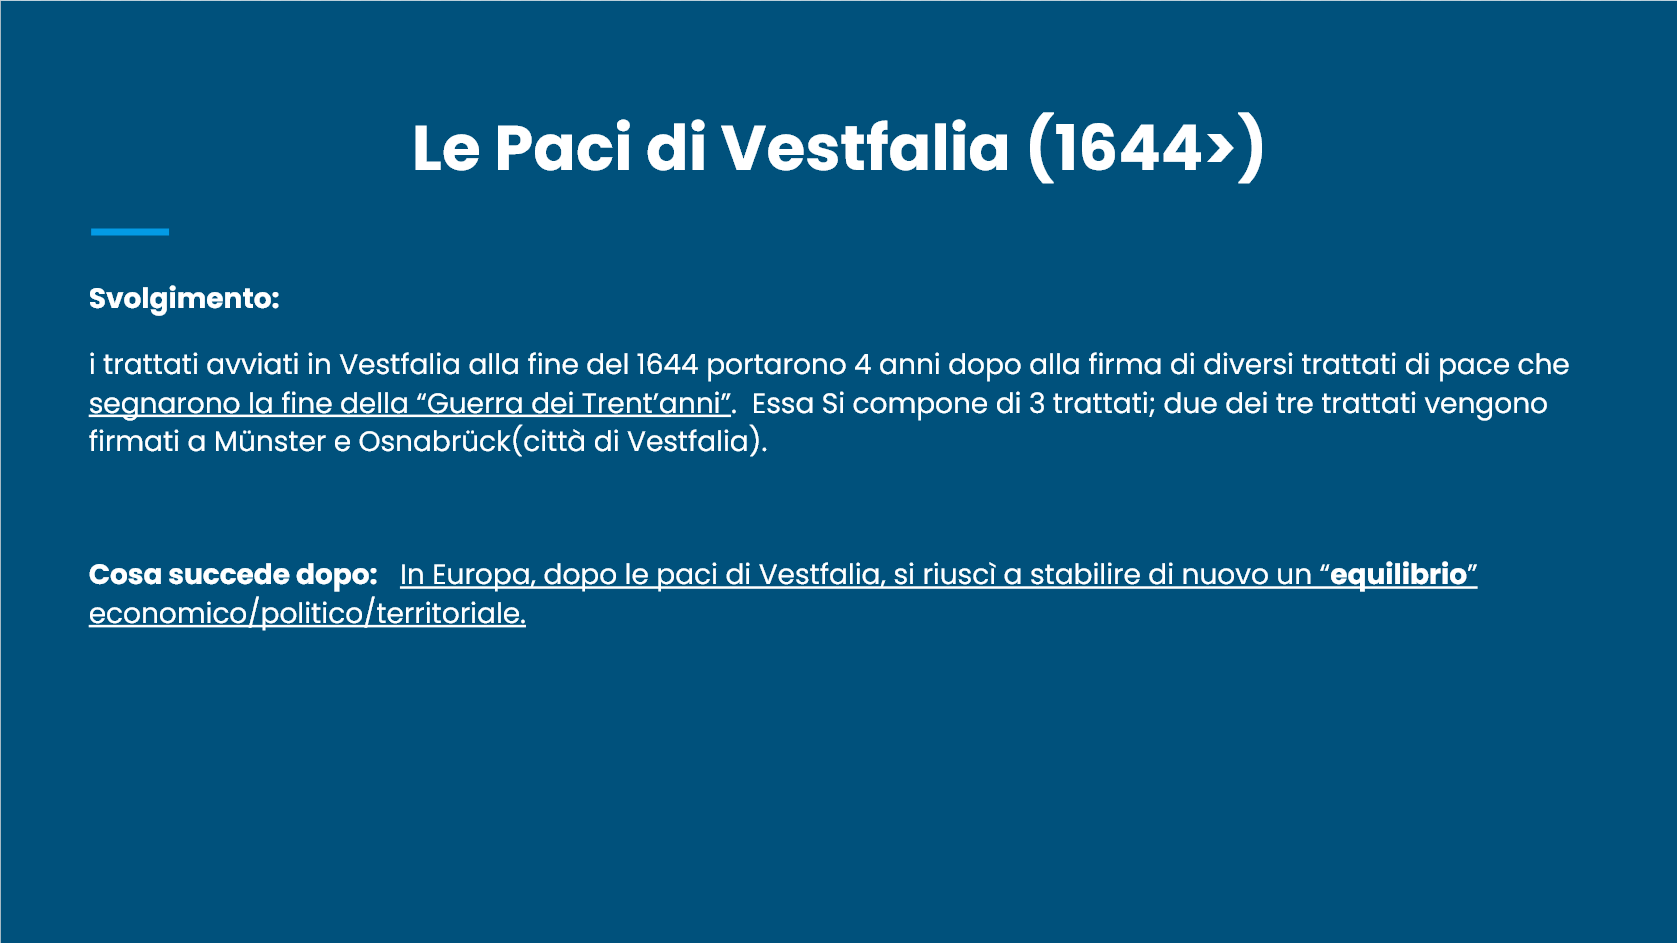 Le Paci di Vestfalia (1644>)
Svolgimento:
i trattati avviati in Vestfalia alla fine del 1644 portarono 4 anni dopo alla firma di diversi trattati di pace che
segnarono la fine della “Guerra dei Trent’anni”.  Essa Si compone di 3 trattati; due dei tre trattati vengono
firmati a Münster e Osnabrück(città di Vestfalia).
Cosa succede dopo:   In Europa, dopo le paci di Vestfalia, si riuscì a stabilire di nuovo un “equilibrio”
economico/politico/territoriale.